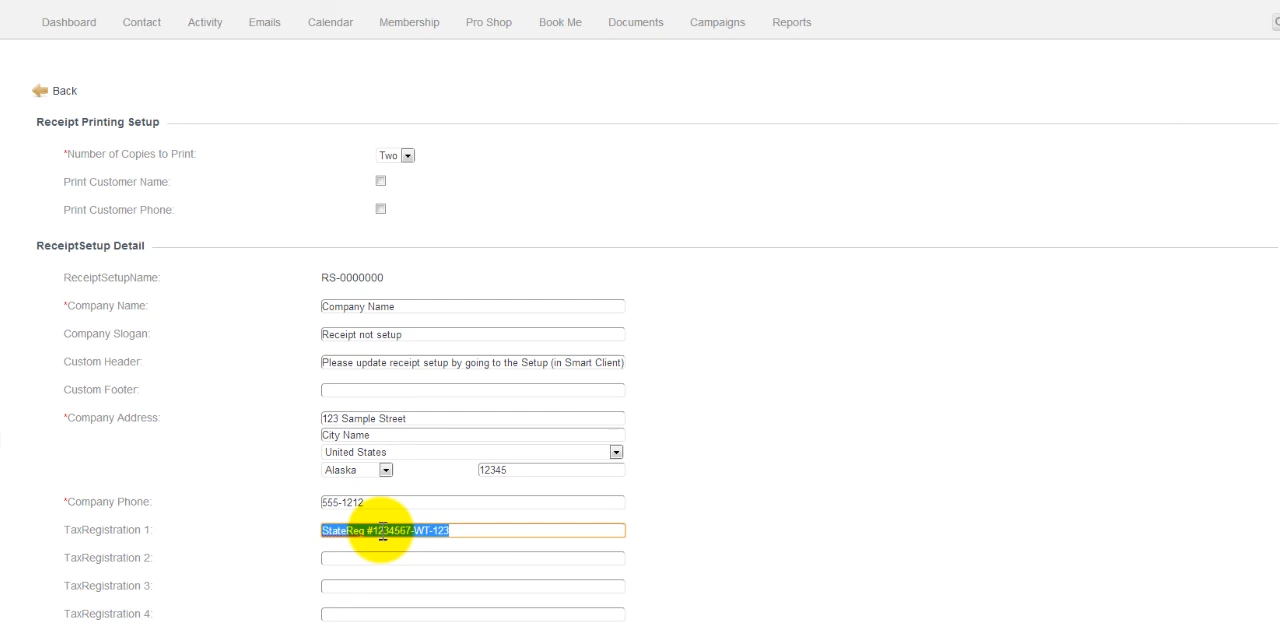 Dashboard Contact Activity Emails Calendar Membership Pro Shop Book Me Documents Campaigns Reports
Back
Receipt Printing Setup
*Number of Copies to Print: Two
Print Customer Name:
Print Customer Phone:
ReceiptSetup Detail
ReceiptSetupName: RS-0000000
*Company Name: Company Name
Company Slogan: Receipt not setup
Custom Header: Please update receipt setup by going to the Setup (in Smart Client)
Custom Footer:
*Company Address: 123 Sample Street
City Name
United States
Alaska 12345
*Company Phone: 555-1212
TaxRegistration 1: StateReg #1234567-WT-123
TaxRegistration 2:
TaxRegistration 3:
TaxRegistration 4: